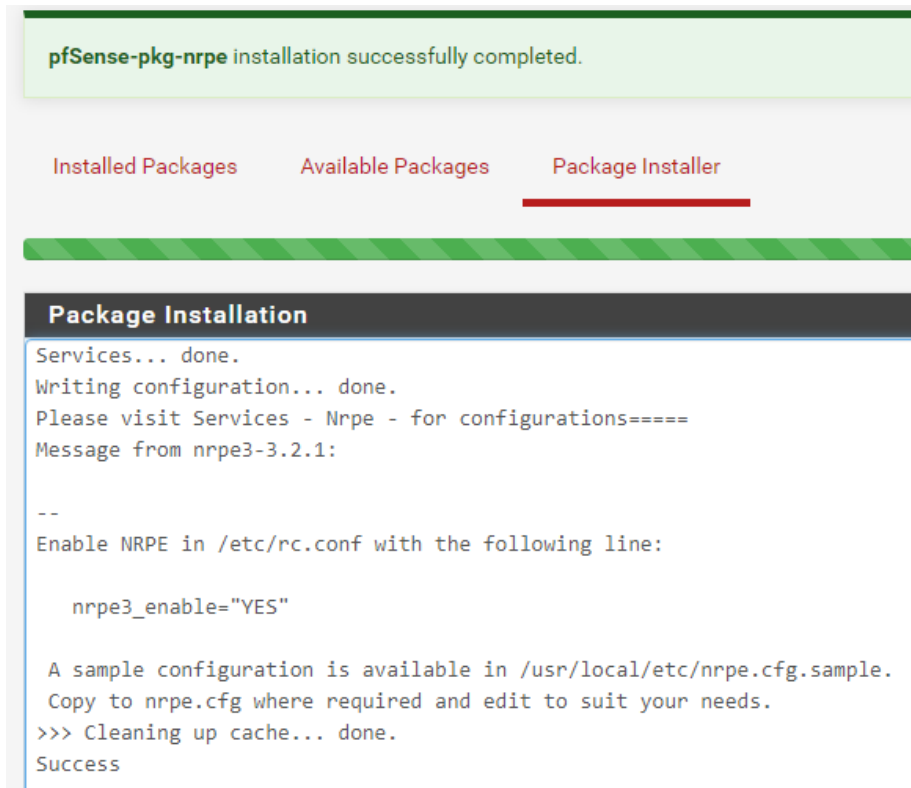 pfSense-pkg-nrpe installation successfully completed.
Installed Packages Available Packages Package Installer
Package Installation
Services... done.
Writing configuration... done.
Please visit Services - Nrpe - for configurations=====
Message from nrpe3-3.2.1:
--
Enable NRPE in /etc/rc.conf with the following line:
nrpe3_enable="YES"
A sample configuration is available in /usr/local/etc/nrpe.cfg.sample.
Copy to nrpe.cfg where required and edit to suit your needs.
>>> Cleaning up cache... done.
Success